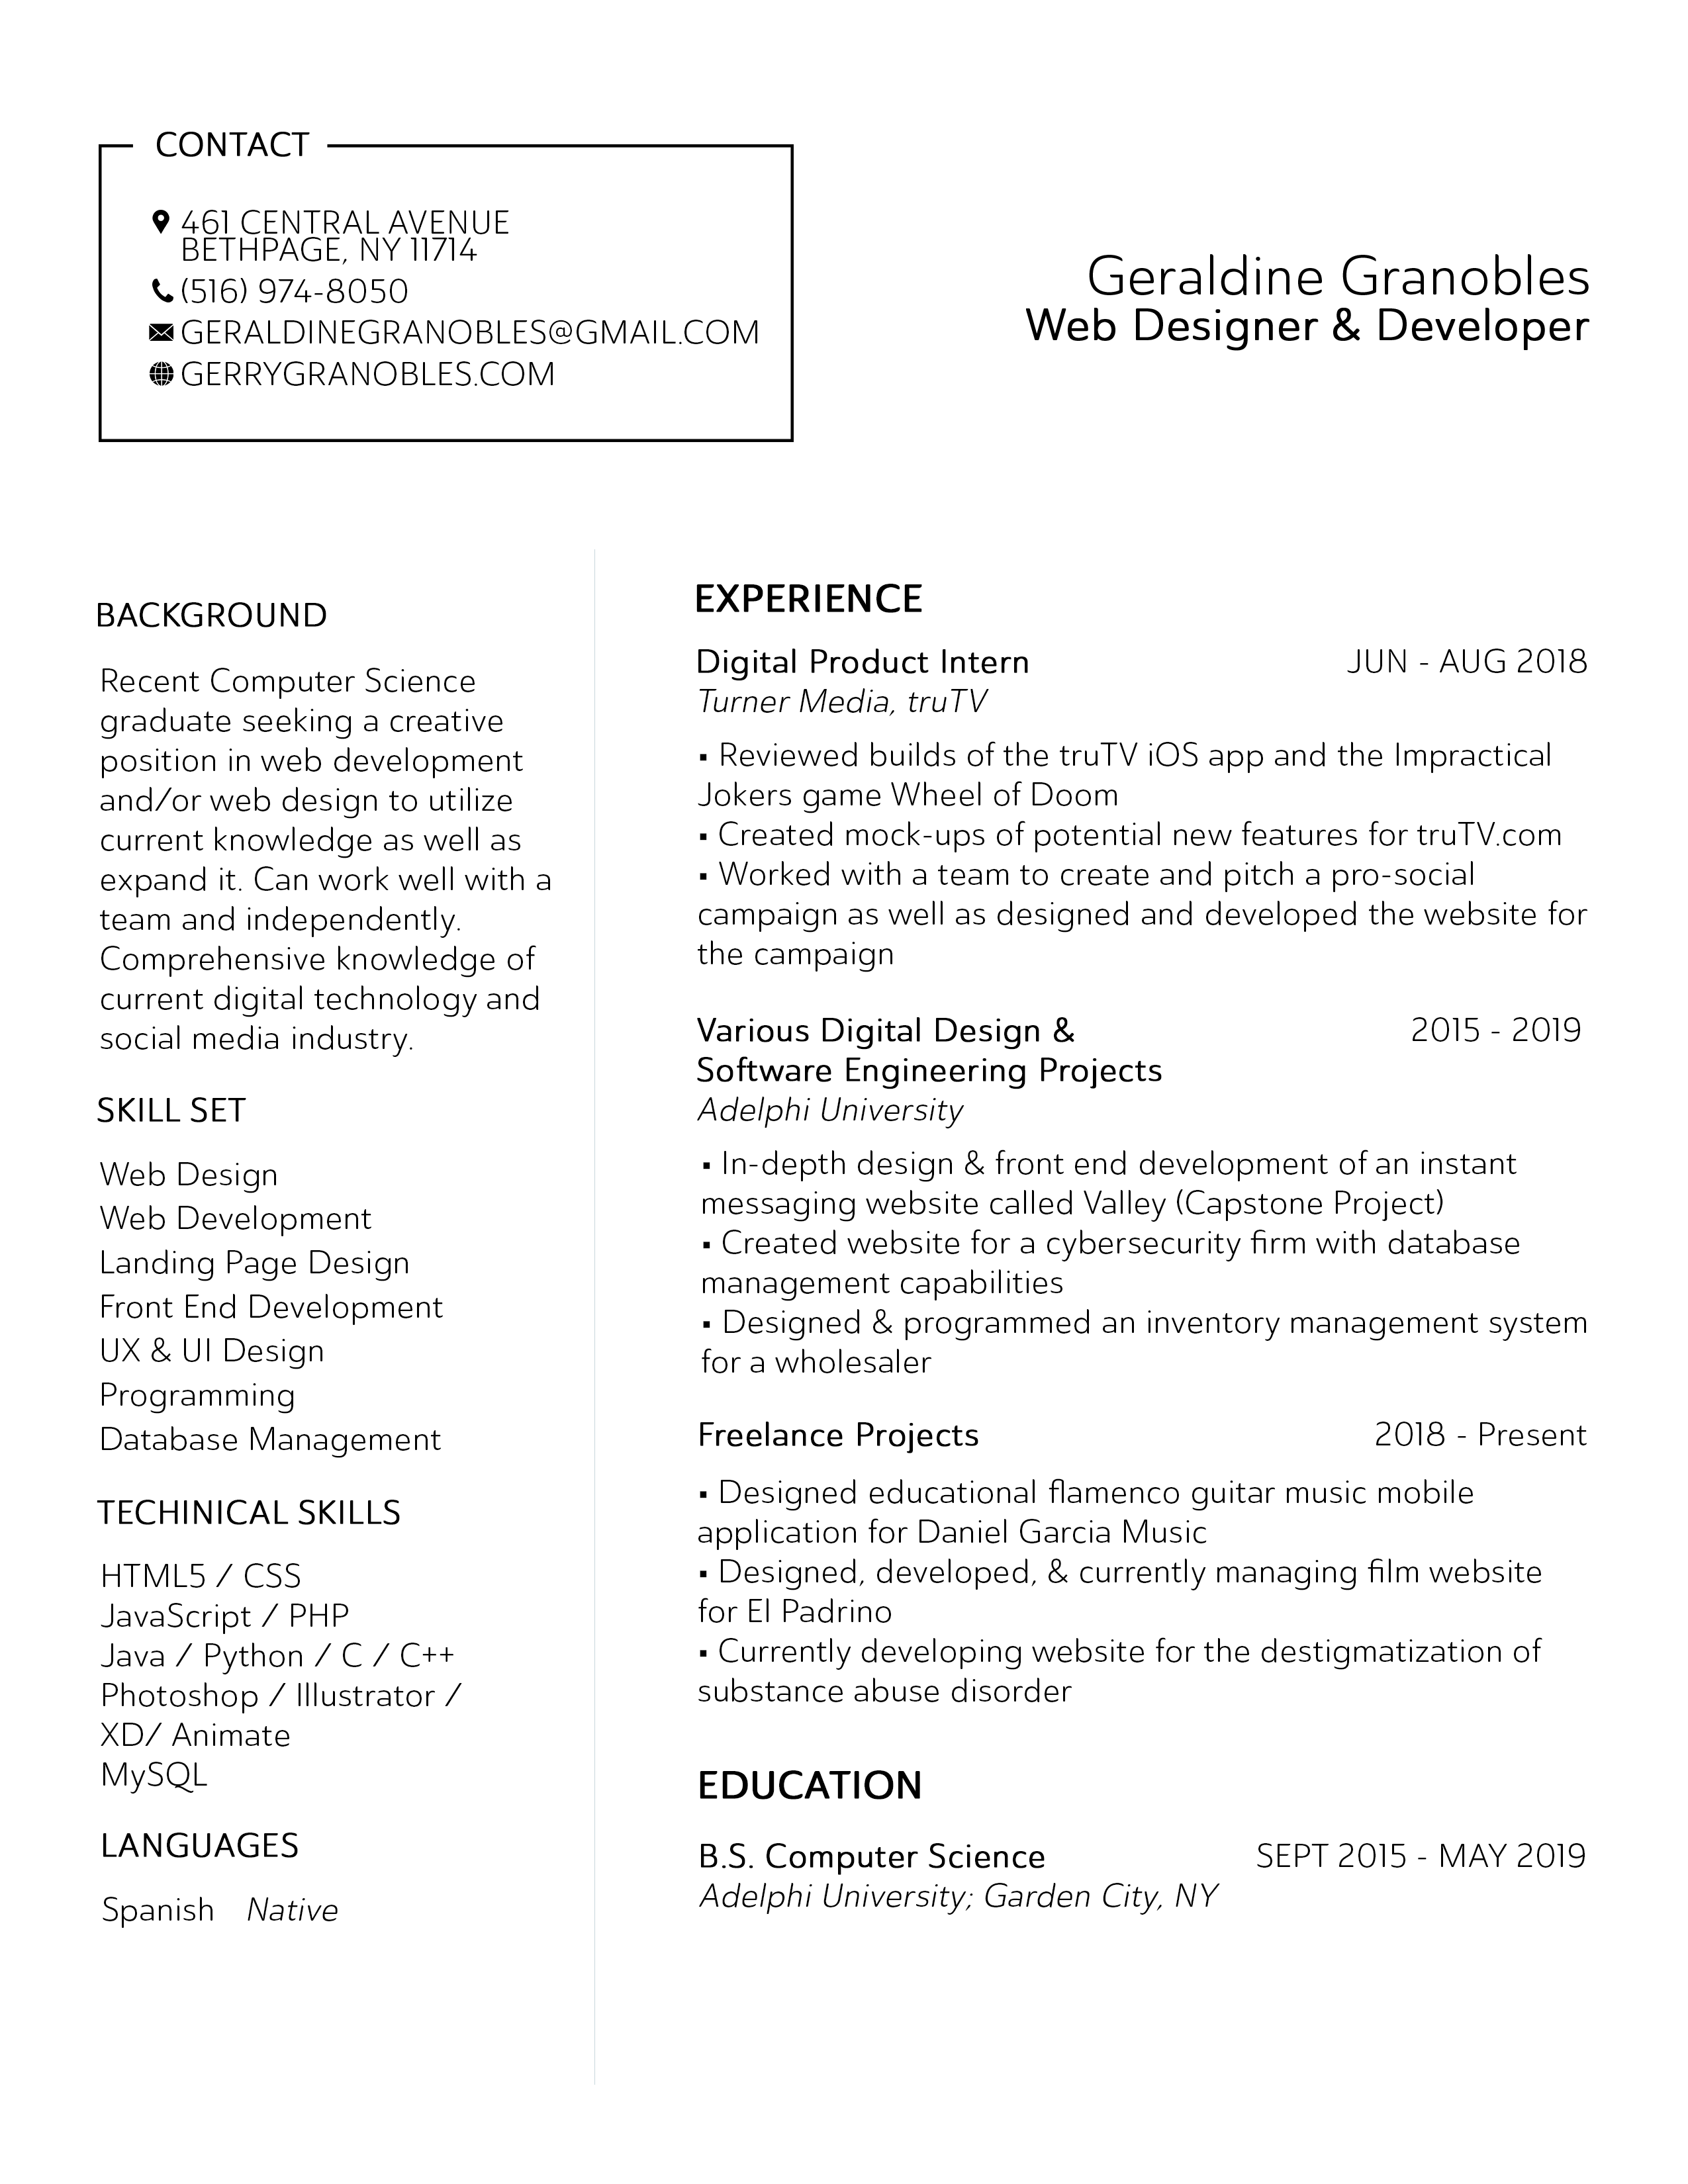 CONTACT
461 CENTRAL AVENUE
BETHPAGE, NY 11714
(516) 974-8050
GERALDINEGRANOBLES@GMAIL.COM
GERRYGRANOBLES.COM
Geraldine Granobles
Web Designer & Developer
BACKGROUND
Recent Computer Science
graduate seeking a creative
position in web development
and/or web design to utilize
current knowledge as well as
expand it. Can work well with a
team and independently.
Comprehensive knowledge of
current digital technology and
social media industry.
SKILL SET
Web Design
Web Development
Landing Page Design
Front End Development
UX & UI Design
Programming
Database Management
TECHINICAL SKILLS
HTML5 / CSS
JavaScript / PHP
Java / Python / C / C++
Photoshop / Illustrator /
XD/ Animate
MySQL
LANGUAGES
Spanish Native
EXPERIENCE
Digital Product Intern JUN - AUG 2018
Turner Media, truTV
▪ Reviewed builds of the truTV iOS app and the Impractical
Jokers game Wheel of Doom
▪ Created mock-ups of potential new features for truTV.com
▪ Worked with a team to create and pitch a pro-social
campaign as well as designed and developed the website for
the campaign
Various Digital Design & 2015 - 2019
Software Engineering Projects
Adelphi University
▪ In-depth design & front end development of an instant
messaging website called Valley (Capstone Project)
▪ Created website for a cybersecurity firm with database
management capabilities
▪ Designed & programmed an inventory management system
for a wholesaler
Freelance Projects 2018 - Present
▪ Designed educational flamenco guitar music mobile
application for Daniel Garcia Music
▪ Designed, developed, & currently managing film website
for El Padrino
▪ Currently developing website for the destigmatization of
substance abuse disorder
EDUCATION
B.S. Computer Science SEPT 2015 - MAY 2019
Adelphi University; Garden City, NY